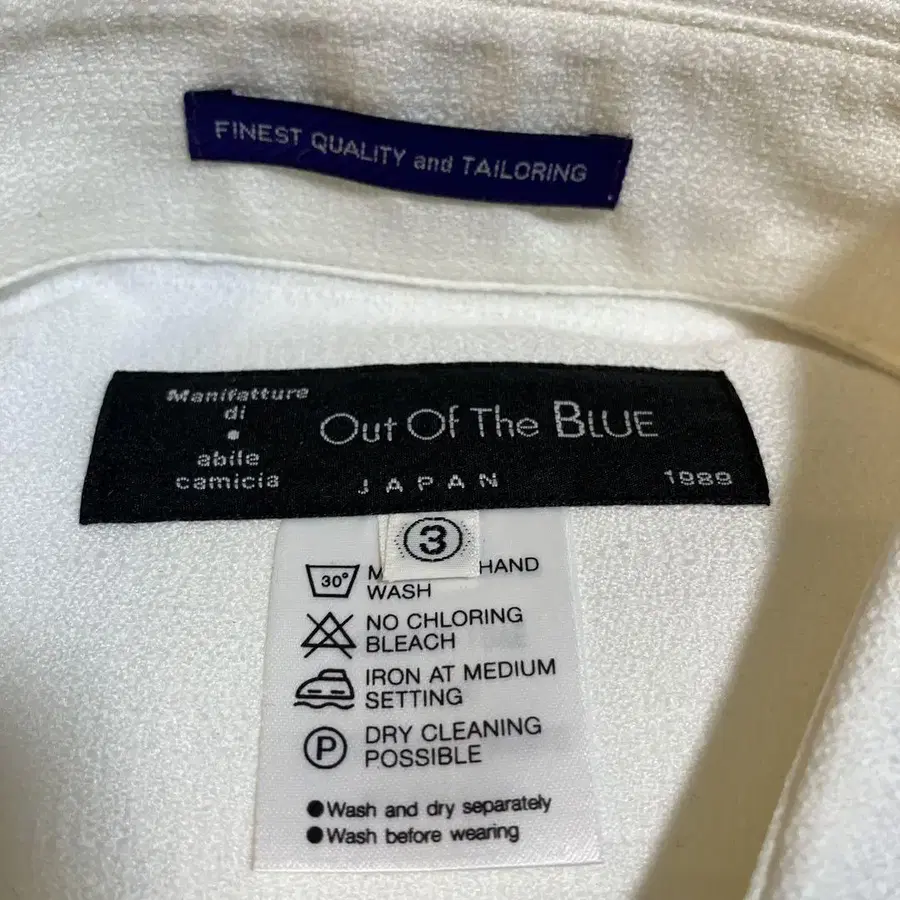 FINEST QUALITY and TAILORING
Manifatture
di
abile
camicia
Out Of The BLUE
JAPAN
1989
3
30°
HAND
WASH
NO CHLORING
BLEACH
IRON AT MEDIUM
SETTING
P
DRY CLEANING
POSSIBLE
●Wash and dry separately
●Wash before wearing